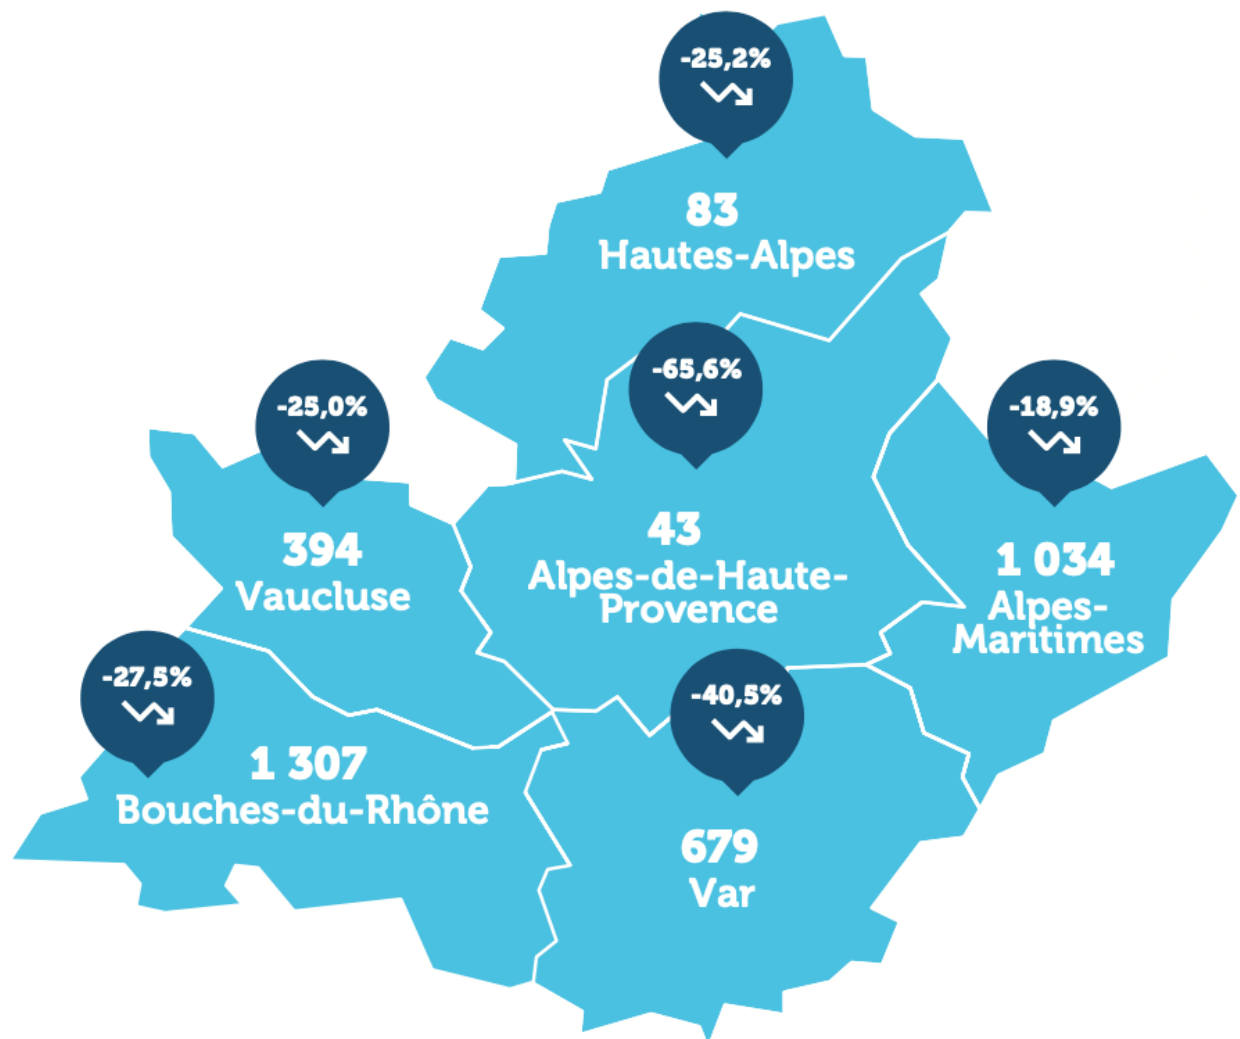 -25,2%
83
Hautes-Alpes
-65,6%
43
Alpes-de-Haute-
Provence
-25,0%
394
Vaucluse
-18,9%
1 034
Alpes-
Maritimes
-27,5%
1 307
Bouches-du-Rhône
-40,5%
679
Var